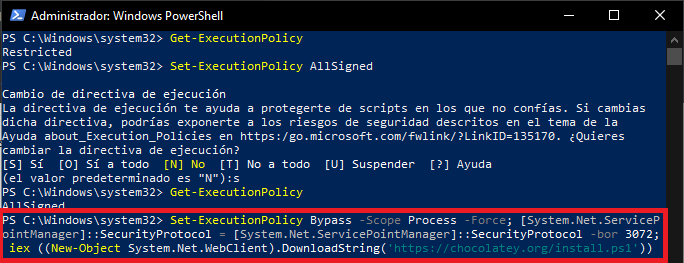 Administrador: Windows PowerShell
PS C:\Windows\system32> Get-ExecutionPolicy
Restricted
PS C:\Windows\system32> Set-ExecutionPolicy AllSigned
Cambio de directiva de ejecución
La directiva de ejecución te ayuda a protegerte de scripts en los que no confías. Si cambias
dicha directiva, podrías exponerte a los riesgos de seguridad descritos en el tema de la
Ayuda about_Execution_Policies en https:/go.microsoft.com/fwlink/?LinkID=135170. ¿Quieres
cambiar la directiva de ejecución?
[S] Sí  [O] Sí a todo  [N] No  [T] No a todo  [U] Suspender  [?] Ayuda
(el valor predeterminado es "N"):s
PS C:\Windows\system32> Get-ExecutionPolicy
AllSigned
PS C:\Windows\system32> Set-ExecutionPolicy Bypass -Scope Process -Force; [System.Net.ServiceP
ointManager]::SecurityProtocol = [System.Net.ServicePointManager]::SecurityProtocol -bor 3072;
iex ((New-Object System.Net.WebClient).DownloadString('https://chocolatey.org/install.ps1'))